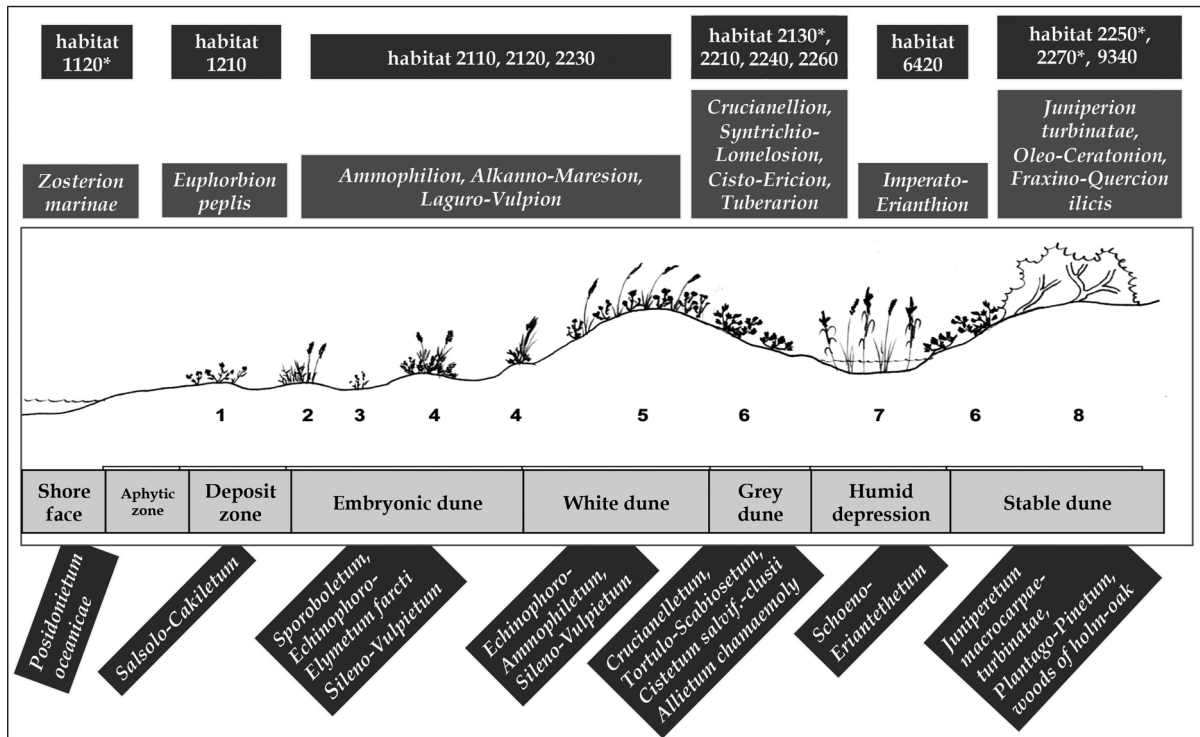 habitat
1120*
habitat
1210
habitat 2110, 2120, 2230
habitat 2130*,
2210, 2240, 2260
habitat
6420
habitat 2250*,
2270*, 9340
Zosterion
marinae
Euphorbion
peplis
Ammophilion, Alkanno-Maresion,
Laguro-Vulpion
Crucianellion,
Syntrichio-
Lomelosion,
Cisto-Ericion,
Tuberarion
Imperato-
Erianthion
Juniperion
turbinatae,
Oleo-Ceratonion,
Fraxino-Quercion
ilicis
1
2
3
4
4
5
6
7
6
8
Shore
face
Aphytic
zone
Deposit
zone
Embryonic dune
White dune
Grey
dune
Humid
depression
Stable dune
Posidonietum
oceanicae
Salsolo-Cakiletum
Sporoboletum,
Echinophoro-
Elymetum farcti
Sileno-Vulpietum
Echinophoro-
Ammophiletum,
Sileno-Vulpietum
Crucianelletum,
Tortulo-Scabiosetum,
Cistetum salvif.-clusii
Allietum chamaemoly
Schoeno-
Eriantethetum
Juniperetum
macrocarpae-
turbinatae,
Plantago-Pinetum,
woods of holm-oak